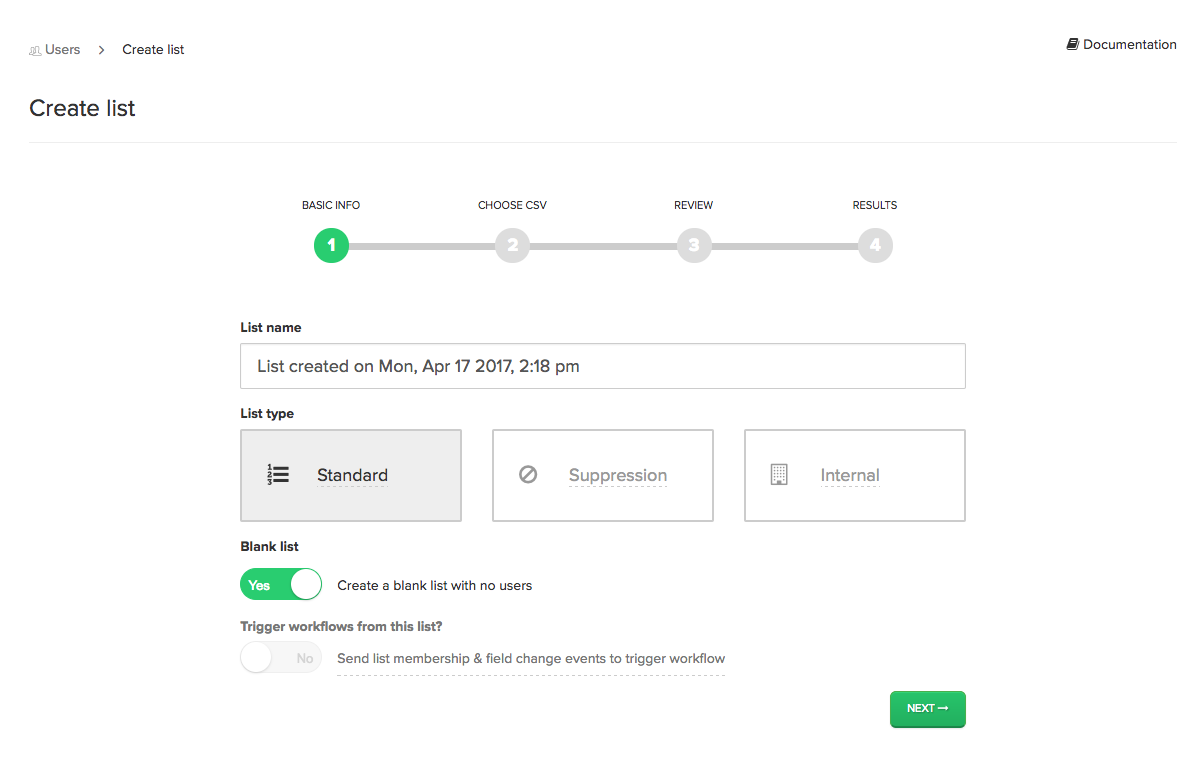 Users > Create list
Documentation
Create list
BASIC INFO CHOOSE CSV REVIEW RESULTS
1 2 3 4
List name
List created on Mon, Apr 17 2017, 2:18 pm
List type
Standard Suppression Internal
Blank list
Yes Create a blank list with no users
Trigger workflows from this list?
No Send list membership & field change events to trigger workflow
NEXT→